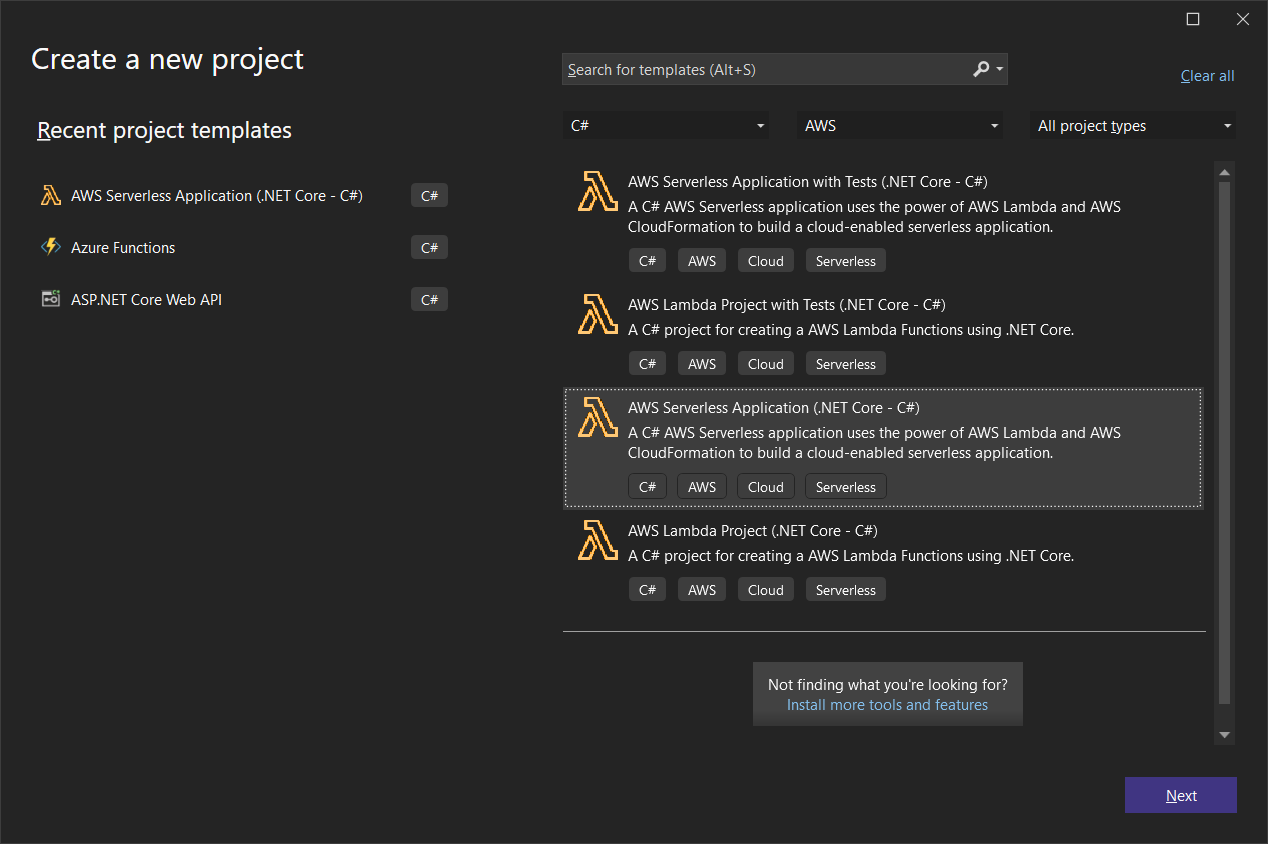 Create a new project
Search for templates (Alt+S)
Clear all
Recent project templates
C#
AWS
All project types
AWS Serverless Application (.NET Core - C#)
C#
Azure Functions
C#
ASP.NET Core Web API
C#
AWS Serverless Application with Tests (.NET Core - C#)
A C# AWS Serverless application uses the power of AWS Lambda and AWS
CloudFormation to build a cloud-enabled serverless application.
C# AWS Cloud Serverless
AWS Lambda Project with Tests (.NET Core - C#)
A C# project for creating a AWS Lambda Functions using .NET Core.
C# AWS Cloud Serverless
AWS Serverless Application (.NET Core - C#)
A C# AWS Serverless application uses the power of AWS Lambda and AWS
CloudFormation to build a cloud-enabled serverless application.
C# AWS Cloud Serverless
AWS Lambda Project (.NET Core - C#)
A C# project for creating a AWS Lambda Functions using .NET Core.
C# AWS Cloud Serverless
Not finding what you're looking for?
Install more tools and features
Next